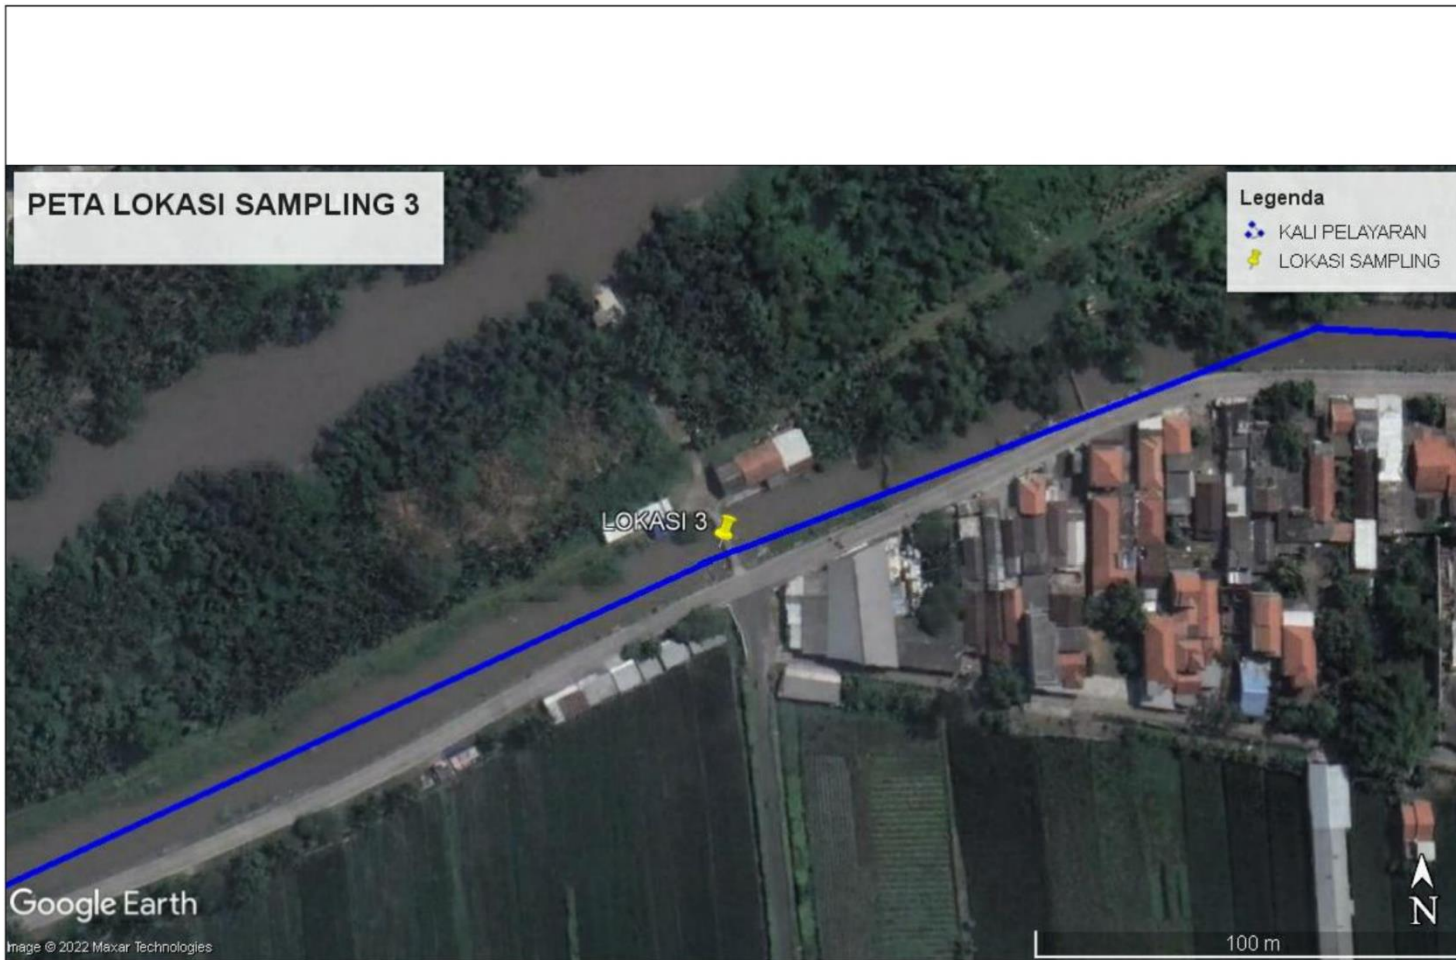 PETA LOKASI SAMPLING 3
Legenda
KALI PELAYARAN
LOKASI SAMPLING
LOKASI 3
Google Earth
Image © 2022 Maxar Technologies
100 m
N